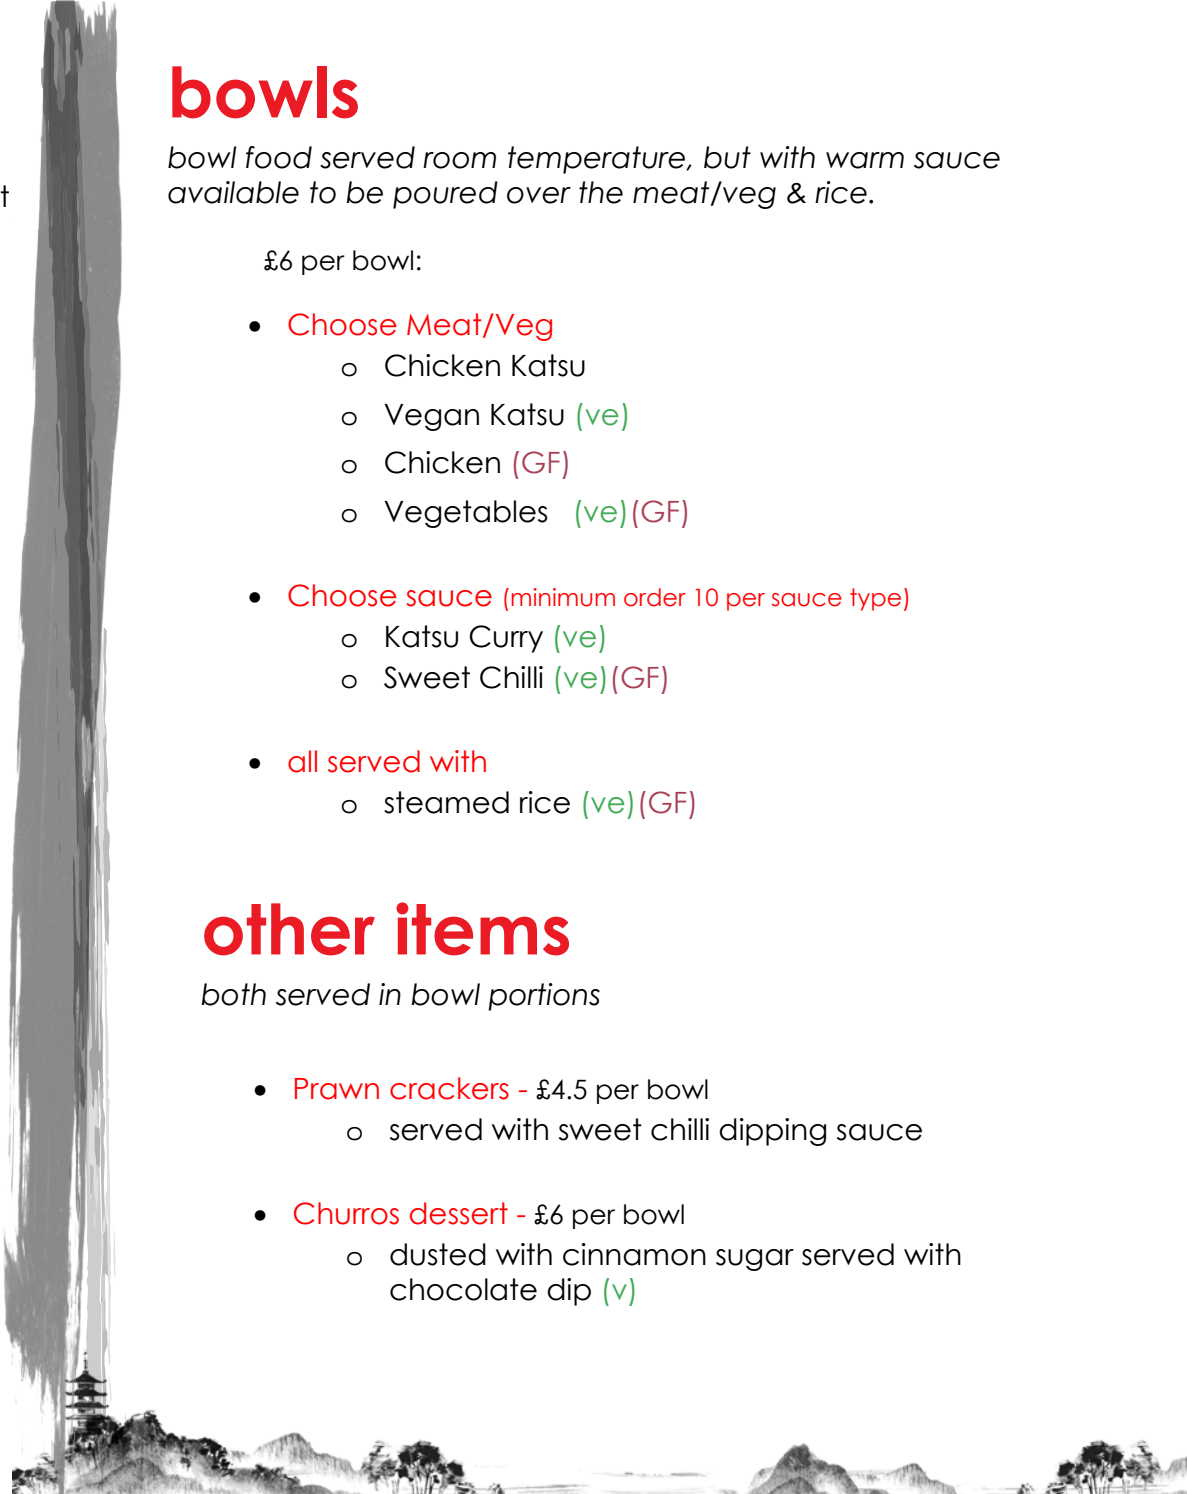 bowls
bowl food served room temperature, but with warm sauce
available to be poured over the meat/veg & rice.
t
£6 per bowl:
• Choose Meat/Veg
o Chicken Katsu
o Vegan Katsu (ve)
o Chicken (GF)
o Vegetables (ve)(GF)
• Choose sauce (minimum order 10 per sauce type)
o Katsu Curry (ve)
o Sweet Chilli (ve)(GF)
• all served with
o steamed rice (ve)(GF)
other items
both served in bowl portions
• Prawn crackers - £4.5 per bowl
o served with sweet chilli dipping sauce
• Churros dessert - £6 per bowl
o dusted with cinnamon sugar served with
chocolate dip (v)